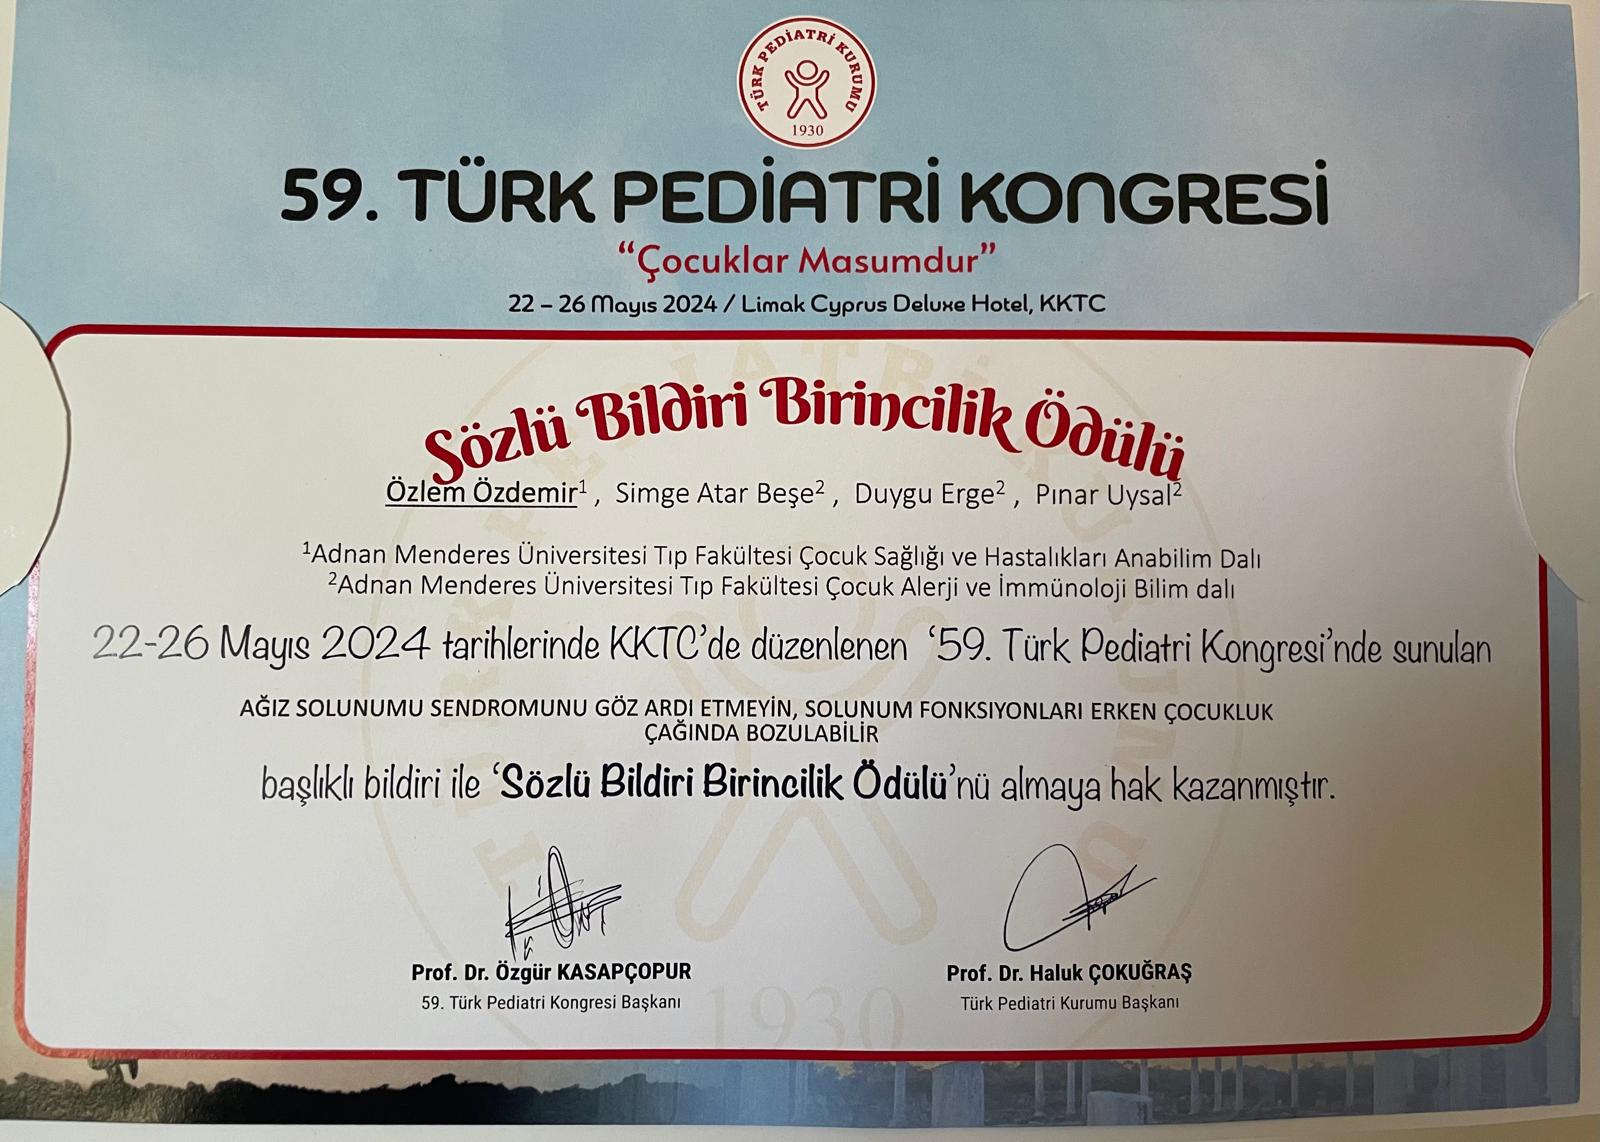 TÜRK PEDİATRİ KURUMU
1930
59. TÜRK PEDİATRİ KONGRESİ
“Çocuklar Masumdur”
22 – 26 Mayıs 2024 / Limak Cyprus Deluxe Hotel, KKTC
Sözlü Bildiri Birincilik Ödülü
Özlem Özdemir¹ , Simge Atar Beşe² , Duygu Erge² , Pınar Uysal²
¹Adnan Menderes Üniversitesi Tıp Fakültesi Çocuk Sağlığı ve Hastalıkları Anabilim Dalı
²Adnan Menderes Üniversitesi Tıp Fakültesi Çocuk Alerji ve İmmünoloji Bilim dalı
22-26 Mayıs 2024 tarihlerinde KKTC’de düzenlenen ‘59. Türk Pediatri Kongresi’nde sunulan
AĞIZ SOLUNUMU SENDROMUNU GÖZ ARDI ETMEYİN, SOLUNUM FONKSIYONLARI ERKEN ÇOCUKLUK
ÇAĞINDA BOZULABİLİR
başlıklı bildiri ile ‘Sözlü Bildiri Birincilik Ödülü’nü almaya hak kazanmıştır.
Prof. Dr. Özgür KASAPÇOPUR
59. Türk Pediatri Kongresi Başkanı
Prof. Dr. Haluk ÇOKUĞRAŞ
Türk Pediatri Kurumu Başkanı
TÜRK PEDİATRİ KURUMU
1930